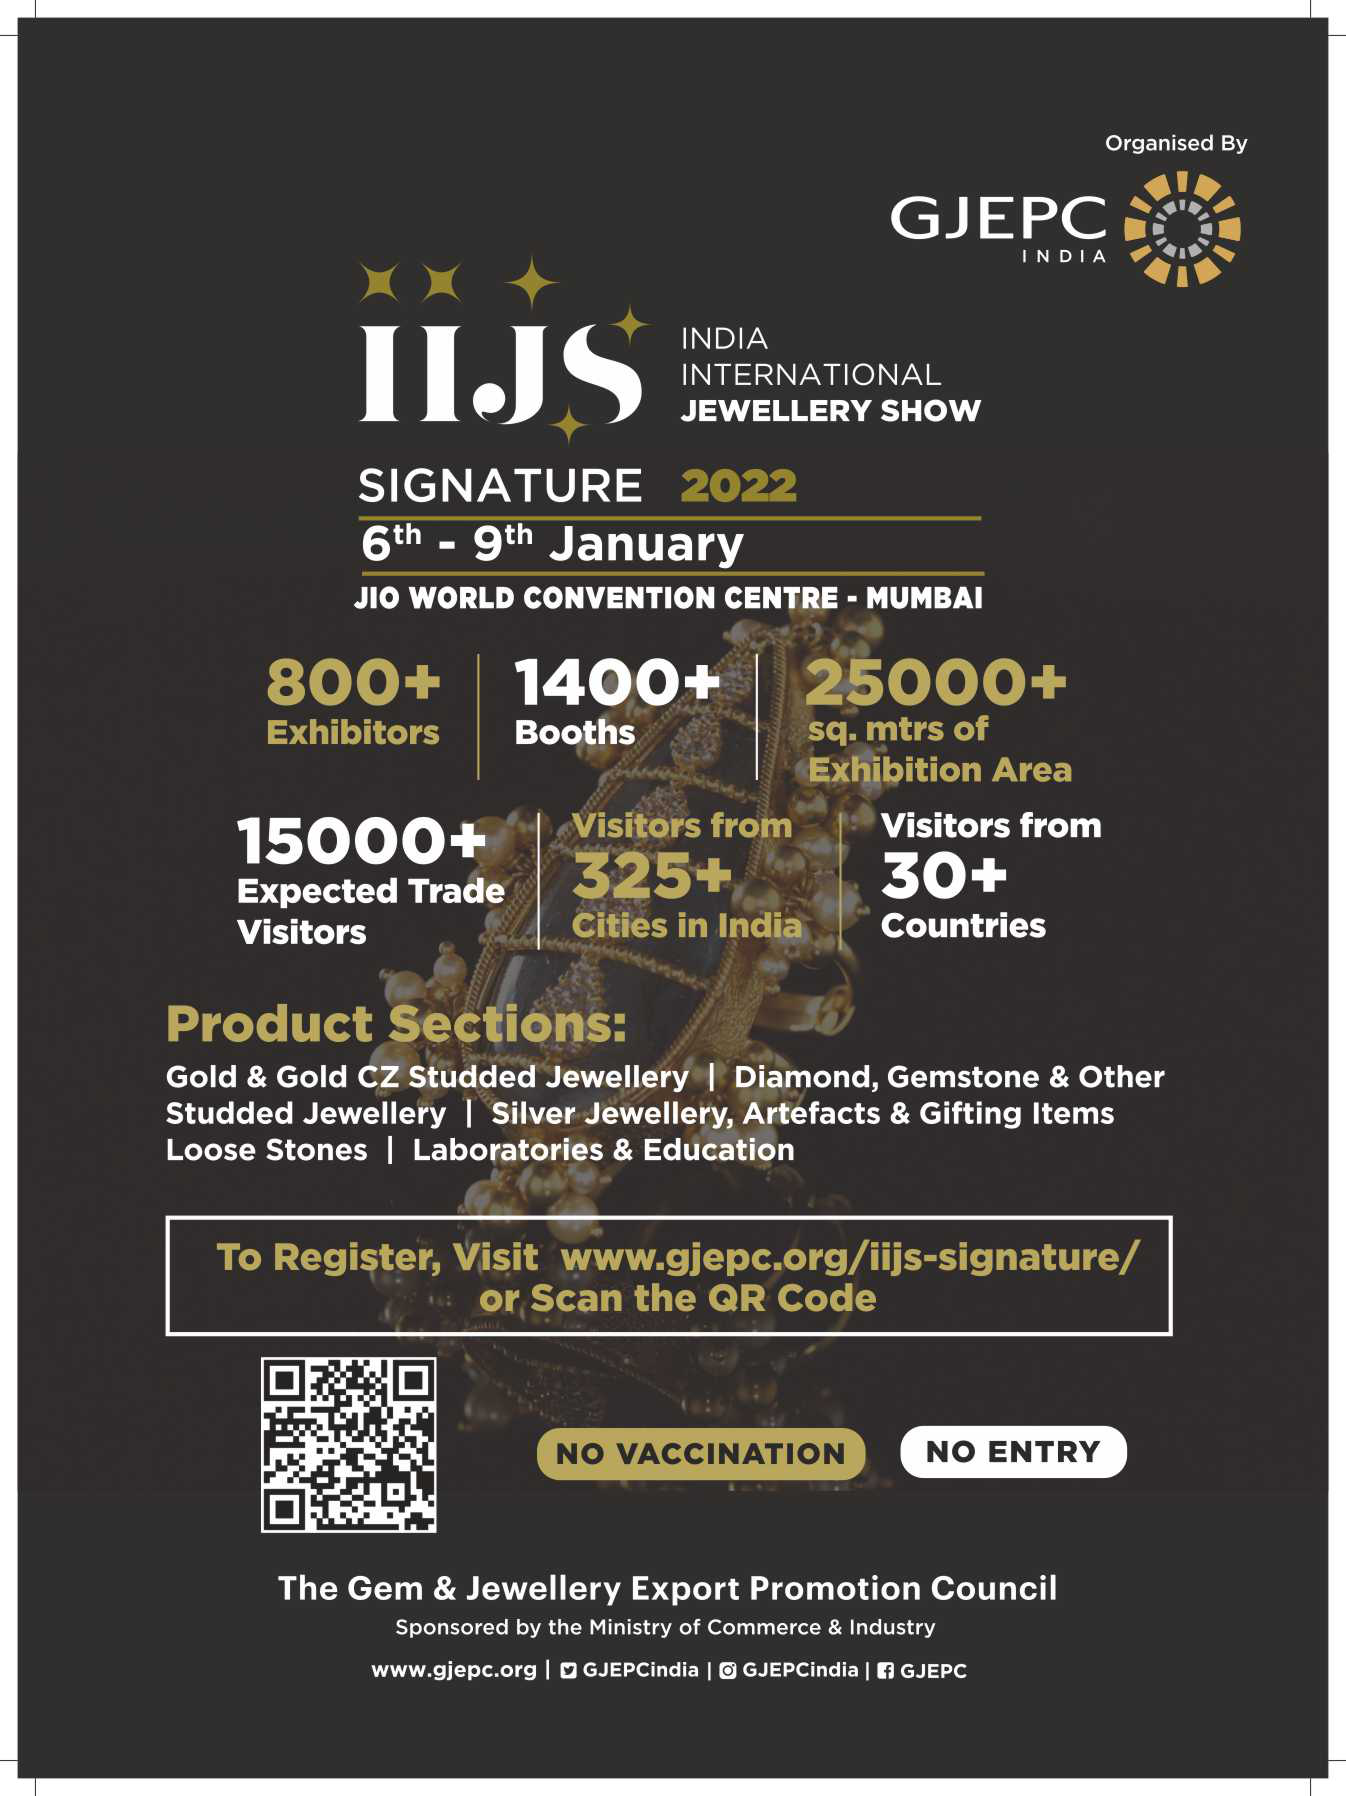 Organised By
GJEPC
INDIA
IIJS
INDIA
INTERNATIONAL
JEWELLERY SHOW
SIGNATURE 2022
6th - 9th January
JIO WORLD CONVENTION CENTRE - MUMBAI
800+
Exhibitors
1400+
Booths
25000+
sq. mtrs of
Exhibition Area
15000+
Expected Trade
Visitors
Visitors from
325+
Cities in India
Visitors from
30+
Countries
Product Sections:
Gold & Gold CZ Studded Jewellery | Diamond, Gemstone & Other
Studded Jewellery | Silver Jewellery, Artefacts & Gifting Items
Loose Stones | Laboratories & Education
To Register, Visit www.gjepc.org/iijs-signature/
or Scan the QR Code
NO VACCINATION
NO ENTRY
The Gem & Jewellery Export Promotion Council
Sponsored by the Ministry of Commerce & Industry
www.gjepc.org | GJEPCindia | GJEPCindia | GJEPC